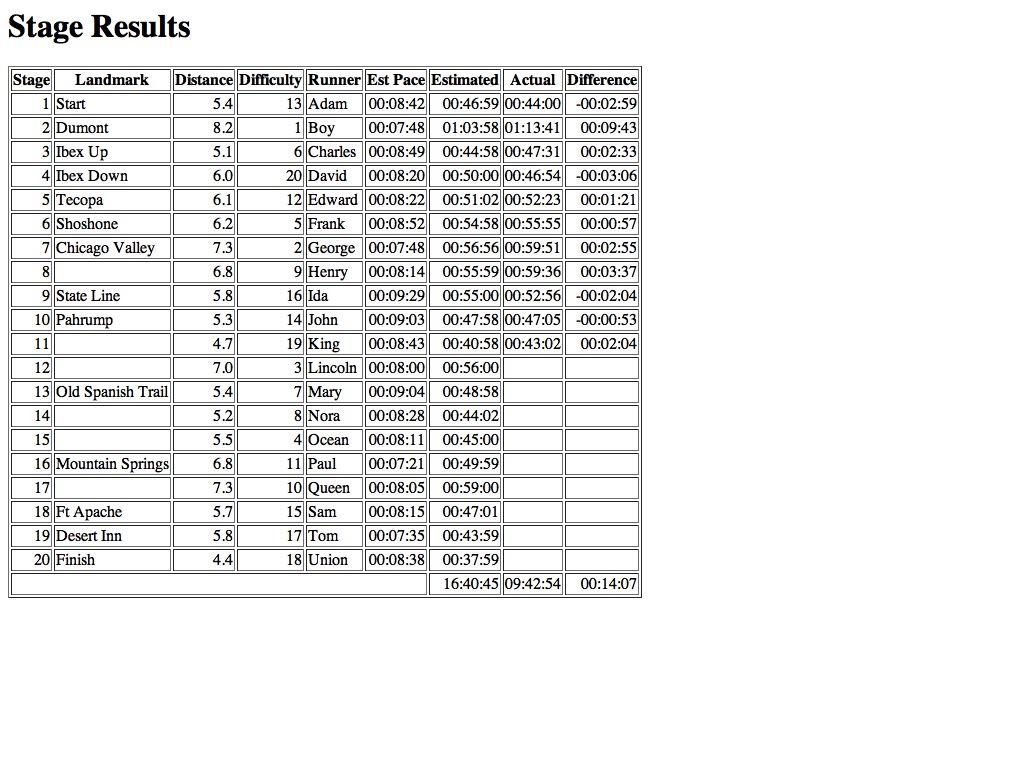 Stage Results
Stage Landmark Distance Difficulty Runner Est Pace Estimated Actual Difference
1 Start 5.4 13 Adam 00:08:42 00:46:59 00:44:00 -00:02:59
2 Dumont 8.2 1 Boy 00:07:48 01:03:58 01:13:41 00:09:43
3 Ibex Up 5.1 6 Charles 00:08:49 00:44:58 00:47:31 00:02:33
4 Ibex Down 6.0 20 David 00:08:20 00:50:00 00:46:54 -00:03:06
5 Tecopa 6.1 12 Edward 00:08:22 00:51:02 00:52:23 00:01:21
6 Shoshone 6.2 5 Frank 00:08:52 00:54:58 00:55:55 00:00:57
7 Chicago Valley 7.3 2 George 00:07:48 00:56:56 00:59:51 00:02:55
8 6.8 9 Henry 00:08:14 00:55:59 00:59:36 00:03:37
9 State Line 5.8 16 Ida 00:09:29 00:55:00 00:52:56 -00:02:04
10 Pahrump 5.3 14 John 00:09:03 00:47:58 00:47:05 -00:00:53
11 4.7 19 King 00:08:43 00:40:58 00:43:02 00:02:04
12 7.0 3 Lincoln 00:08:00 00:56:00
13 Old Spanish Trail 5.4 7 Mary 00:09:04 00:48:58
14 5.2 8 Nora 00:08:28 00:44:02
15 5.5 4 Ocean 00:08:11 00:45:00
16 Mountain Springs 6.8 11 Paul 00:07:21 00:49:59
17 7.3 10 Queen 00:08:05 00:59:00
18 Ft Apache 5.7 15 Sam 00:08:15 00:47:01
19 Desert Inn 5.8 17 Tom 00:07:35 00:43:59
20 Finish 4.4 18 Union 00:08:38 00:37:59
16:40:45 09:42:54 00:14:07